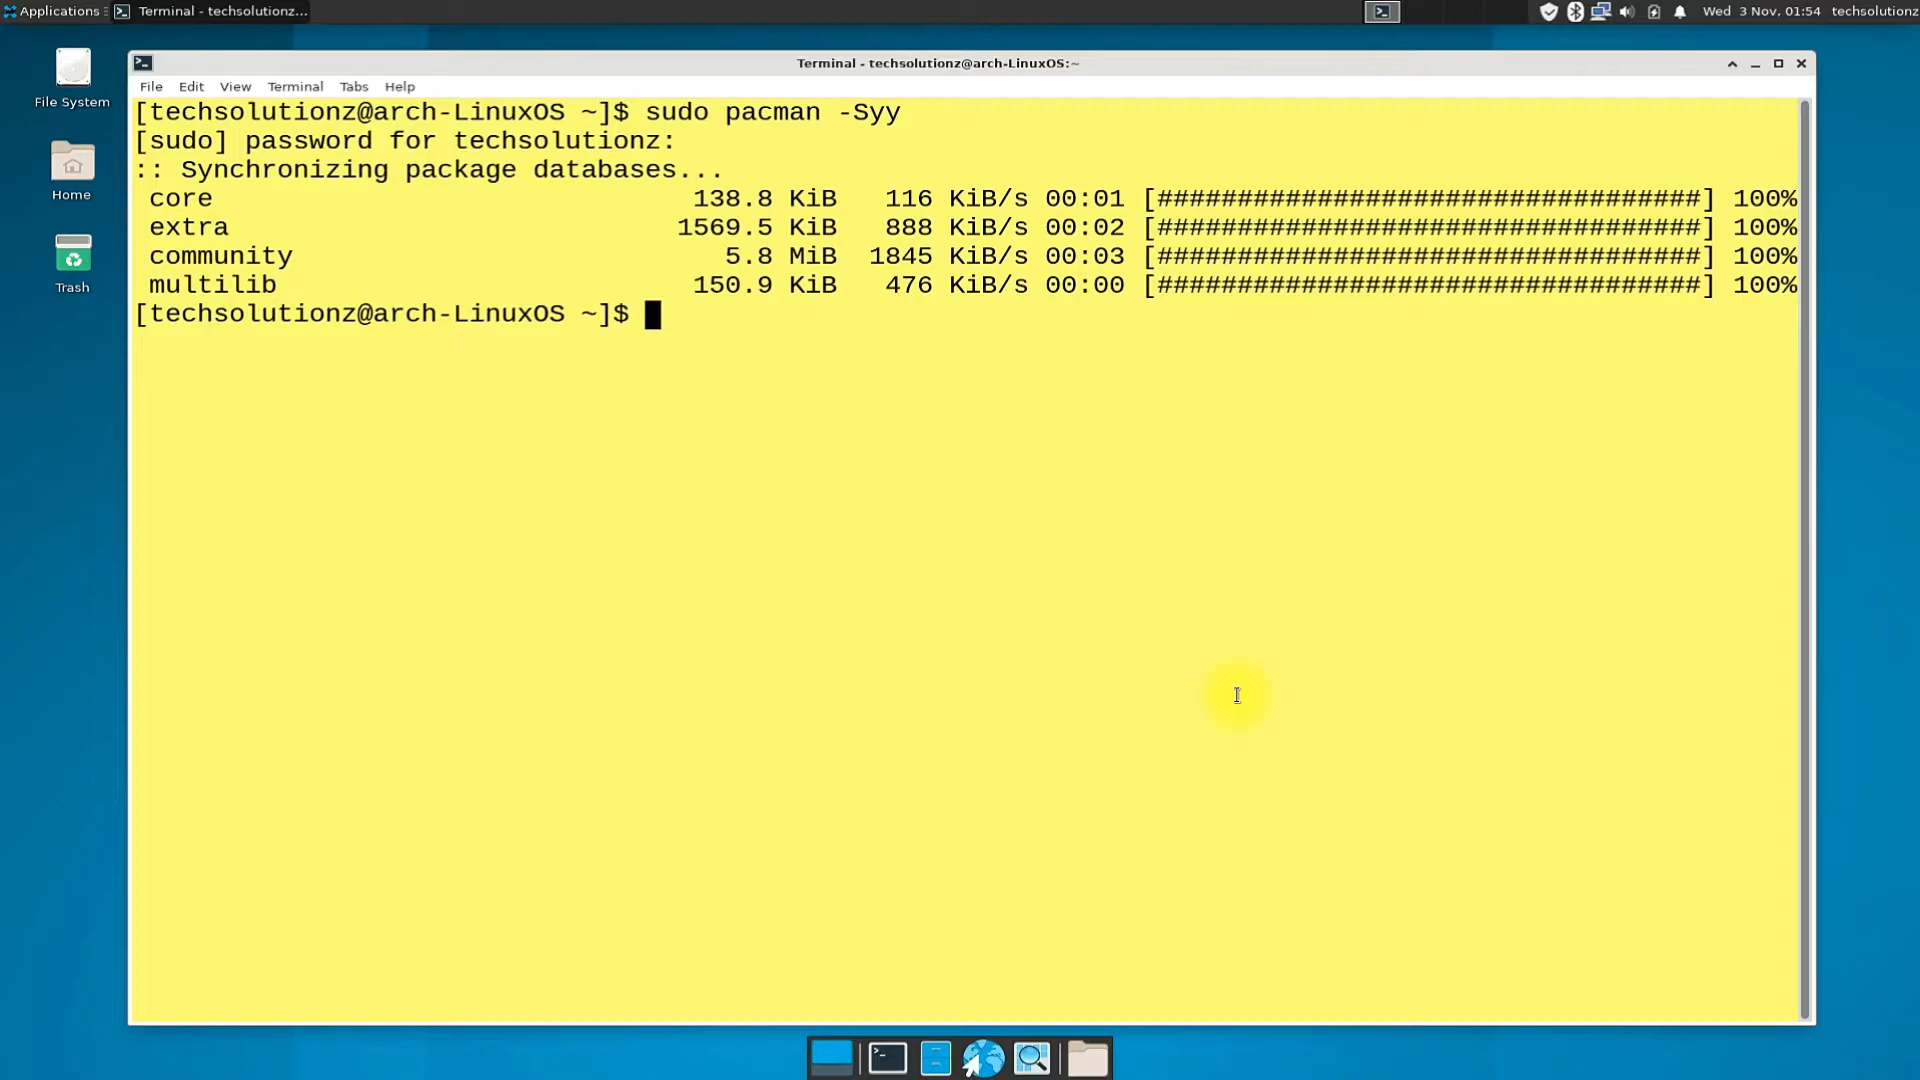 Applications
Terminal - techsolutionz...
Wed 3 Nov, 01:54
techsolutionz
File System
Home
Trash
Terminal - techsolutionz@arch-LinuxOS:~
File Edit View Terminal Tabs Help
[techsolutionz@arch-LinuxOS ~]$ sudo pacman -Syy
[sudo] password for techsolutionz:
:: Synchronizing package databases...
core 138.8 KiB 116 KiB/s 00:01 [##################################] 100%
extra 1569.5 KiB 888 KiB/s 00:02 [##################################] 100%
community 5.8 MiB 1845 KiB/s 00:03 [##################################] 100%
multilib 150.9 KiB 476 KiB/s 00:00 [##################################] 100%
[techsolutionz@arch-LinuxOS ~]$